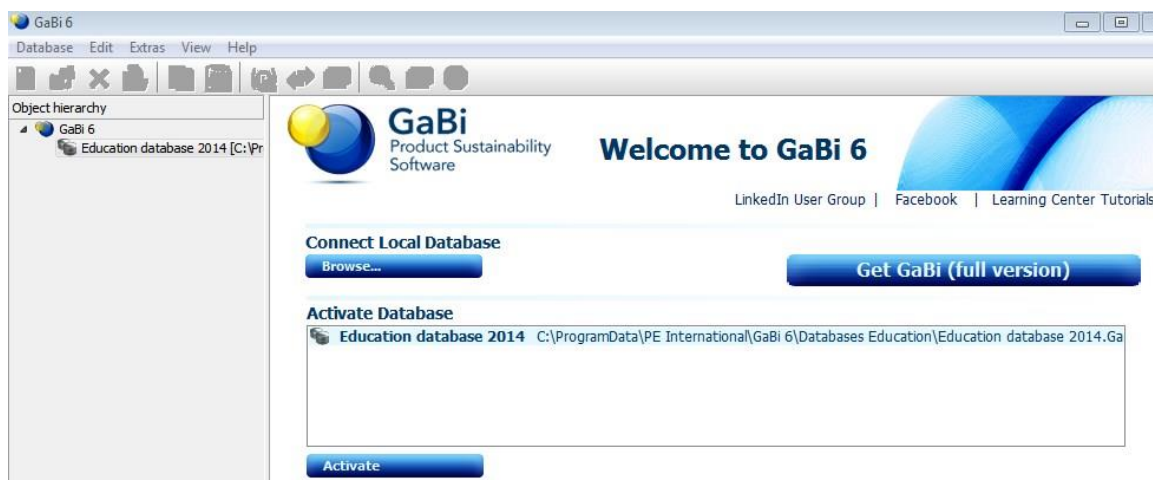 GaBi 6
Database Edit Extras View Help
Object hierarchy
GaBi 6
Education database 2014 [C:\Pr
GaBi
Product Sustainability
Software
Welcome to GaBi 6
LinkedIn User Group | Facebook | Learning Center Tutorials
Connect Local Database
Browse...
Get GaBi (full version)
Activate Database
Education database 2014 C:\ProgramData\PE International\GaBi 6\Databases Education\Education database 2014.Ga
Activate